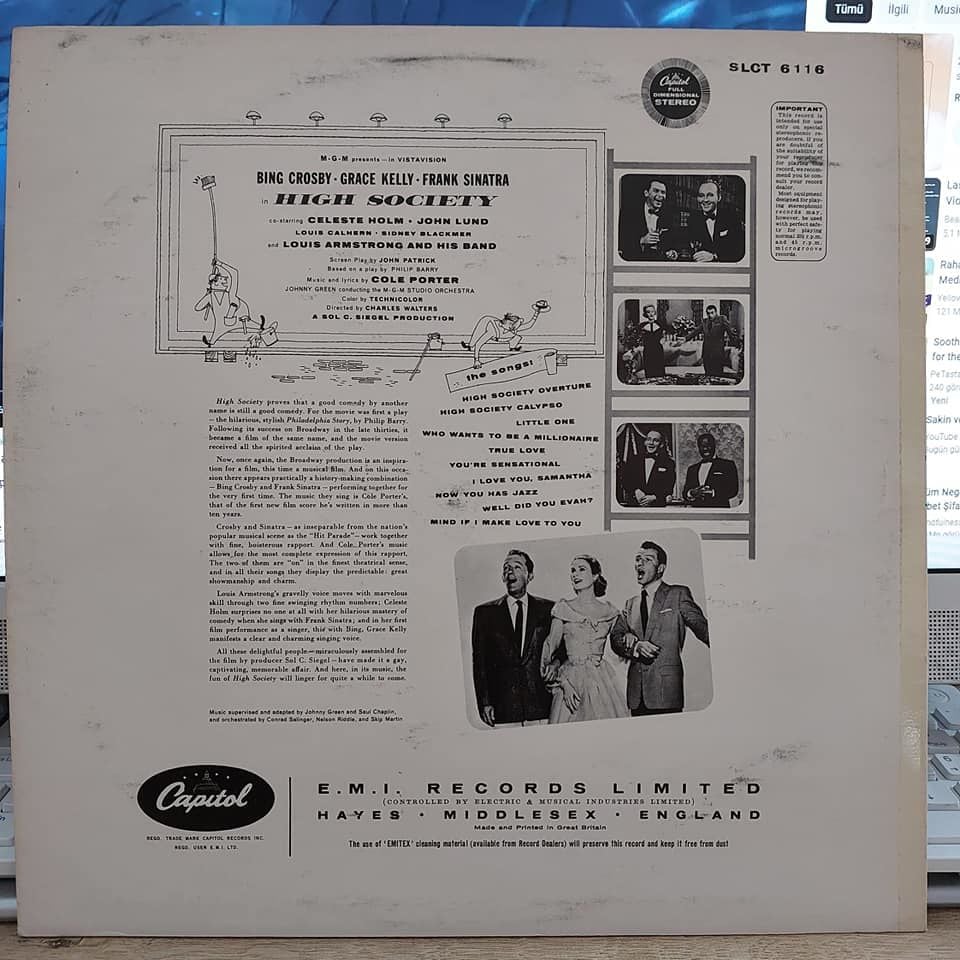 Tümü İlgili
SLCT 6116
Capitol
FULL
DIMENSIONAL
STEREO
IMPORTANT
This record is
intended for use
only on special
stereophonic re-
producers. If you
are doubtful of
the suitability of
your reproducer
for playing this
record, we recom-
mend you to con-
sult your record
dealer.
Most equipment
designed for play-
ing stereophonic
records may,
however, be used
with perfect safe-
ty for playing
normal 33⅓ r.p.m.
and 45 r.p.m.
microgroove
records.
M-G-M presents—in VISTAVISION
BING CROSBY · GRACE KELLY · FRANK SINATRA
in HIGH SOCIETY
co-starring CELESTE HOLM · JOHN LUND
LOUIS CALHERN · SIDNEY BLACKMER
and LOUIS ARMSTRONG AND HIS BAND
Screen Play by JOHN PATRICK
Based on a play by PHILIP BARRY
Music and lyrics by COLE PORTER
JOHNNY GREEN conducting the M-G-M STUDIO ORCHESTRA
Color by TECHNICOLOR
Directed by CHARLES WALTERS
A SOL C. SIEGEL PRODUCTION
the songs!
HIGH SOCIETY OVERTURE
HIGH SOCIETY CALYPSO
LITTLE ONE
WHO WANTS TO BE A MILLIONAIRE
TRUE LOVE
YOU'RE SENSATIONAL
I LOVE YOU, SAMANTHA
NOW YOU HAS JAZZ
WELL DID YOU EVAH?
MIND IF I MAKE LOVE TO YOU
High Society proves that a good comedy by another
name is still a good comedy. For the movie was first a play
—the hilarious, stylish Philadelphia Story, by Philip Barry.
Following its success on Broadway in the late thirties, it
became a film of the same name, and the movie version
received all the spirited acclaim of the play.
Now, once again, the Broadway production is an inspira-
tion for a film, this time a musical film. And on this occa-
sion there appears practically a history-making combination
—Bing Crosby and Frank Sinatra—performing together for
the very first time. The music they sing is Cole Porter's,
that of the first new film score he's written in more than
ten years.
Crosby and Sinatra—as inseparable from the nation's
popular musical scene as the "Hit Parade"—work together
with fine, boisterous rapport. And Cole Porter's music
allows for the most complete expression of this rapport.
The two of them are "on" in the finest theatrical sense,
and in all their songs they display the predictable: great
showmanship and charm.
Louis Armstrong's gravelly voice moves with marvelous
skill through two fine swinging rhythm numbers; Celeste
Holm surprises no one at all with her hilarious mastery of
comedy when she sings with Frank Sinatra; and in her first
film performance as a singer, this with Bing, Grace Kelly
manifests a clear and charming singing voice.
All these delightful people—miraculously assembled for
the film by producer Sol C. Siegel—have made it a gay,
captivating, memorable affair. And here, in its music, the
fun of High Society will linger for quite a while to come.
Music supervised and adapted by Johnny Green and Saul Chaplin,
and orchestrated by Conrad Salinger, Nelson Riddle, and Skip Martin
Capitol
REGD. TRADE MARK CAPITOL RECORDS INC.
REGD. USER E.M.I. LTD.
E.M.I. RECORDS LIMITED
(CONTROLLED BY ELECTRIC & MUSICAL INDUSTRIES LIMITED)
HAYES · MIDDLESEX · ENGLAND
Made and Printed in Great Britain
The use of 'EMITEX' cleaning material (available from Record Dealers) will preserve this record and keep it free from dust